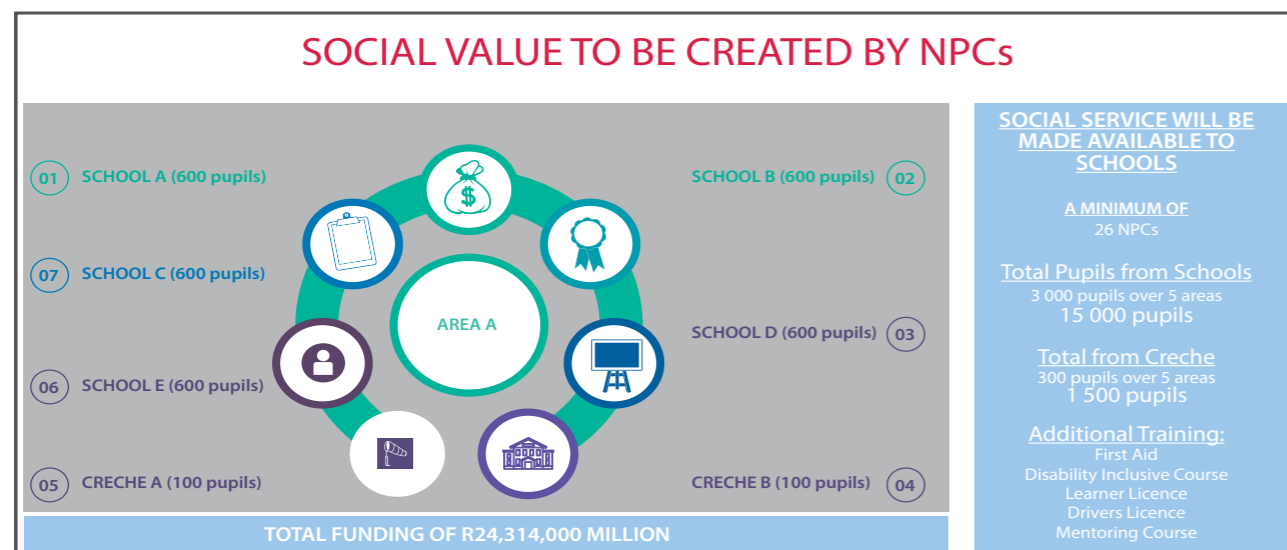 SOCIAL VALUE TO BE CREATED BY NPCs
01 SCHOOL A (600 pupils)
SCHOOL B (600 pupils) 02
07 SCHOOL C (600 pupils)
AREA A
SCHOOL D (600 pupils) 03
06 SCHOOL E (600 pupils)
05 CRECHE A (100 pupils)
CRECHE B (100 pupils) 04
$
TOTAL FUNDING OF R24,314,000 MILLION
SOCIAL SERVICE WILL BE
MADE AVAILABLE TO
SCHOOLS
A MINIMUM OF
26 NPCs
Total Pupils from Schools
3 000 pupils over 5 areas
15 000 pupils
Total from Creche
300 pupils over 5 areas
1 500 pupils
Additional Training:
First Aid
Disability Inclusive Course
Learner Licence
Drivers Licence
Mentoring Course